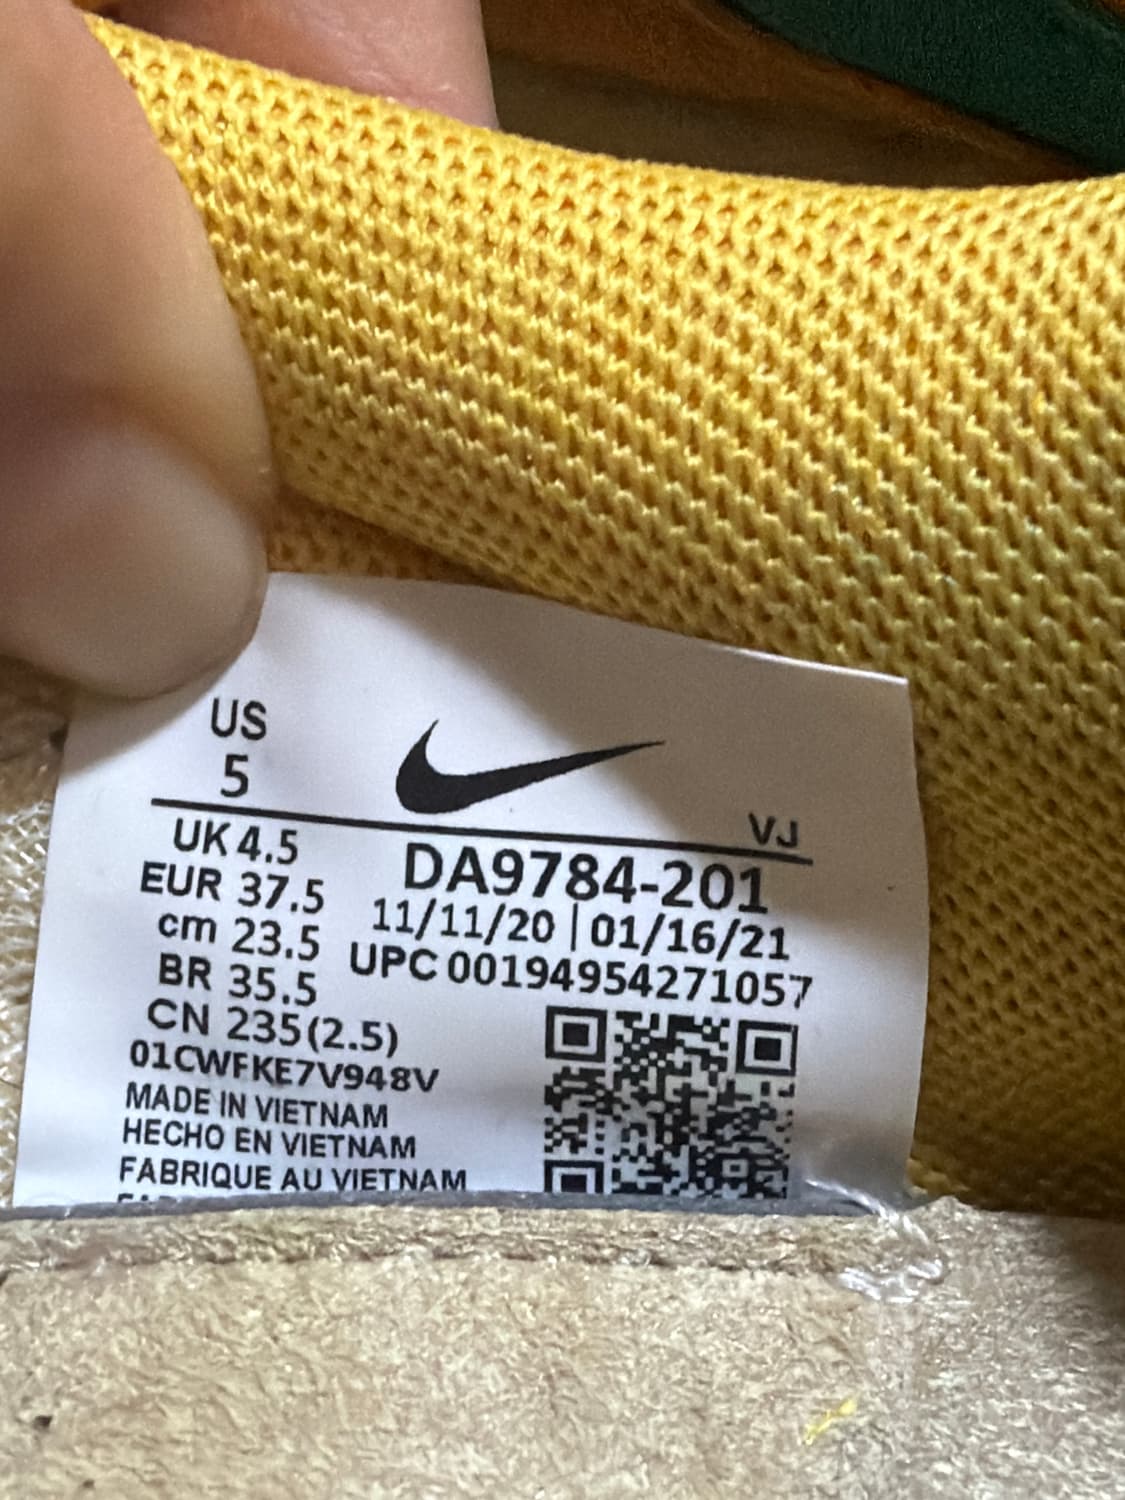 US
5
VJ
UK 4.5
EUR 37.5
cm 23.5
BR 35.5
CN 235(2.5)
DA9784-201
11/11/20 | 01/16/21
UPC 00194954271057
01CWFKE7V948V
MADE IN VIETNAM
HECHO EN VIETNAM
FABRIQUE AU VIETNAM